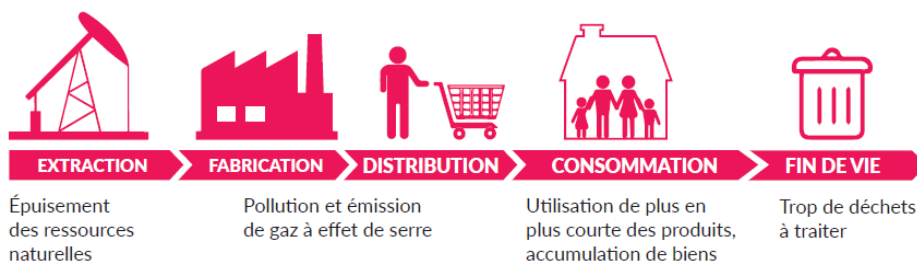 EXTRACTION
FABRICATION
DISTRIBUTION
CONSOMMATION
FIN DE VIE
Épuisement
des ressources
naturelles
Pollution et émission
de gaz à effet de serre
Utilisation de plus en
plus courte des produits,
accumulation de biens
Trop de déchets
à traiter